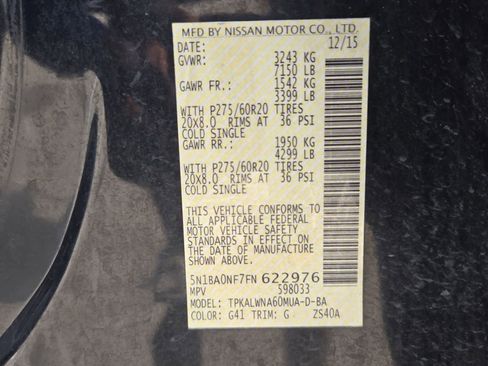 MFD BY NISSAN MOTOR CO., LTD.
DATE: 12/15
GVWR: 3243 KG
7150 LB
GAWR FR.: 1542 KG
3399 LB
WITH P275/60R20 TIRES
20X8.0 RIMS AT 36 PSI
COLD SINGLE
GAWR RR.: 1950 KG
4299 LB
WITH P275/60R20 TIRES
20X8.0 RIMS AT 36 PSI
COLD SINGLE
THIS VEHICLE CONFORMS TO
ALL APPLICABLE FEDERAL
MOTOR VEHICLE SAFETY
STANDARDS IN EFFECT ON
THE DATE OF MANUFACTURE
SHOWN ABOVE.
5N1BA0NF7FN 622976
MPV 598033
MODEL: TPKALWNA60MUA-D-BA
COLOR: G41 TRIM: G ZS40A